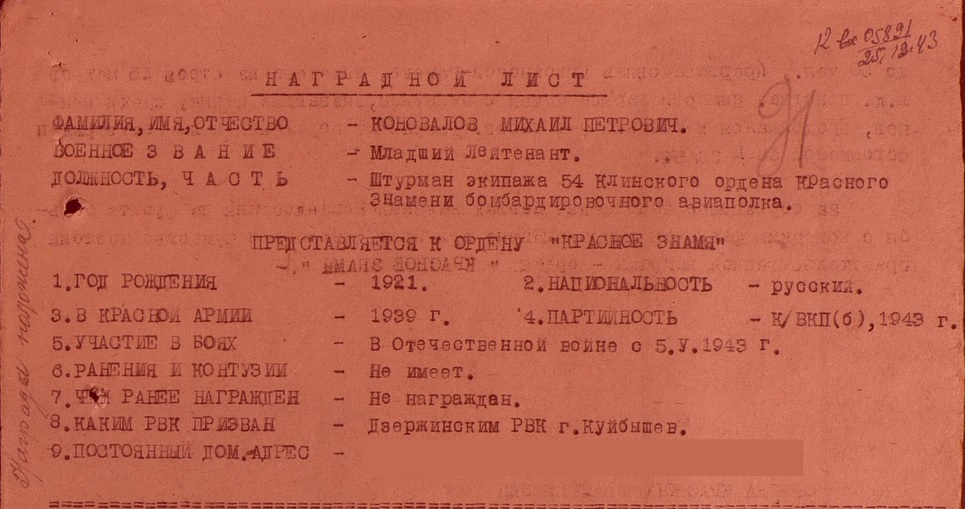 12 вх 05891
25.12.43
НАГРАДНОЙ ЛИСТ
ФАМИЛИЯ, ИМЯ, ОТЧЕСТВО - КОНОВАЛОВ МИХАИЛ ПЕТРОВИЧ.
ВОЕННОЕ З В А Н И Е - Младший Лейтенант.
ДОЛЖНОСТЬ, Ч А С Т Ь - Штурман экипажа 54 Клинского ордена Красного
Знамени бомбардировочного авиаполка.
ПРЕДСТАВЛЯЕТСЯ К ОРДЕНУ "КРАСНОЕ ЗНАМЯ"
1. ГОД РОЖДЕНИЯ - 1921. 2. НАЦИОНАЛЬНОСТЬ - русский.
3. В КРАСНОЙ АРМИИ - 1939 г. 4. ПАРТИЙНОСТЬ - К/ВКП(б), 1943 г.
5. УЧАСТИЕ В БОЯХ - В Отечественной войне с 5.У.1943 г.
6. РАНЕНИЯ И КОНТУЗИИ - Не имеет.
7. ЧЕМ РАНЕЕ НАГРАЖДЕН - Не награждан.
8. КАКИМ РВК ПРИЗВАН - Дзержинским РВК г.Куйбышев.
9. ПОСТОЯННЫЙ ДОМ. АДРЕС -